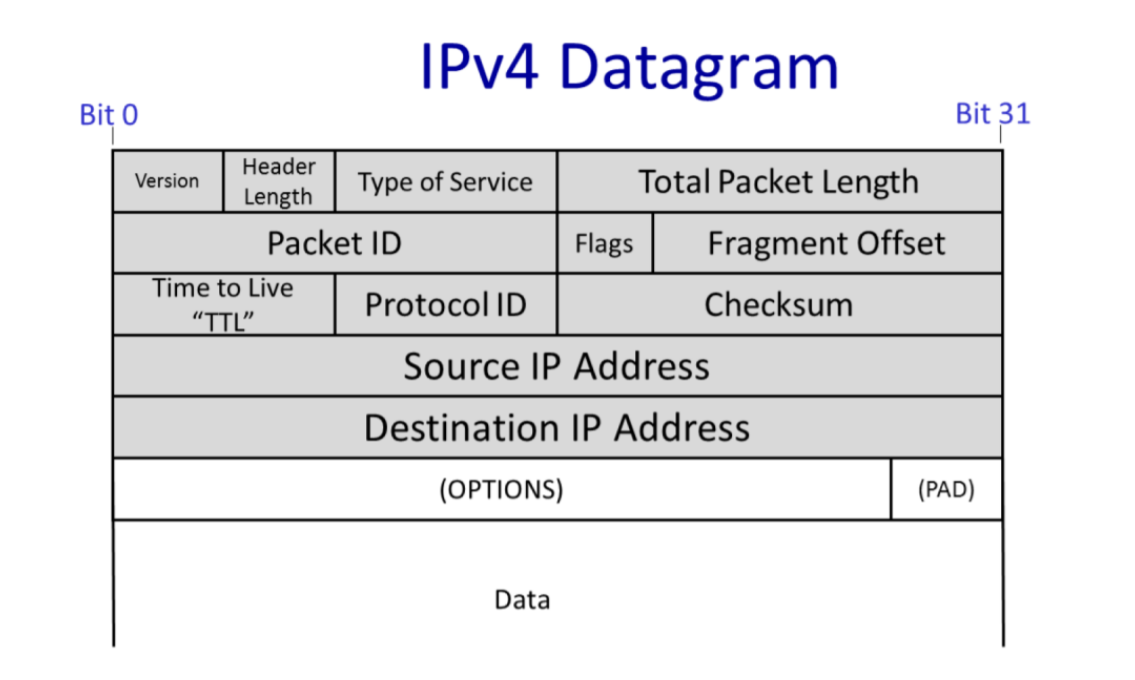 IPv4 Datagram
Bit 0
Bit 31
Version
Header
Length
Type of Service
Total Packet Length
Packet ID
Flags
Fragment Offset
Time to Live
“TTL”
Protocol ID
Checksum
Source IP Address
Destination IP Address
(OPTIONS)
(PAD)
Data